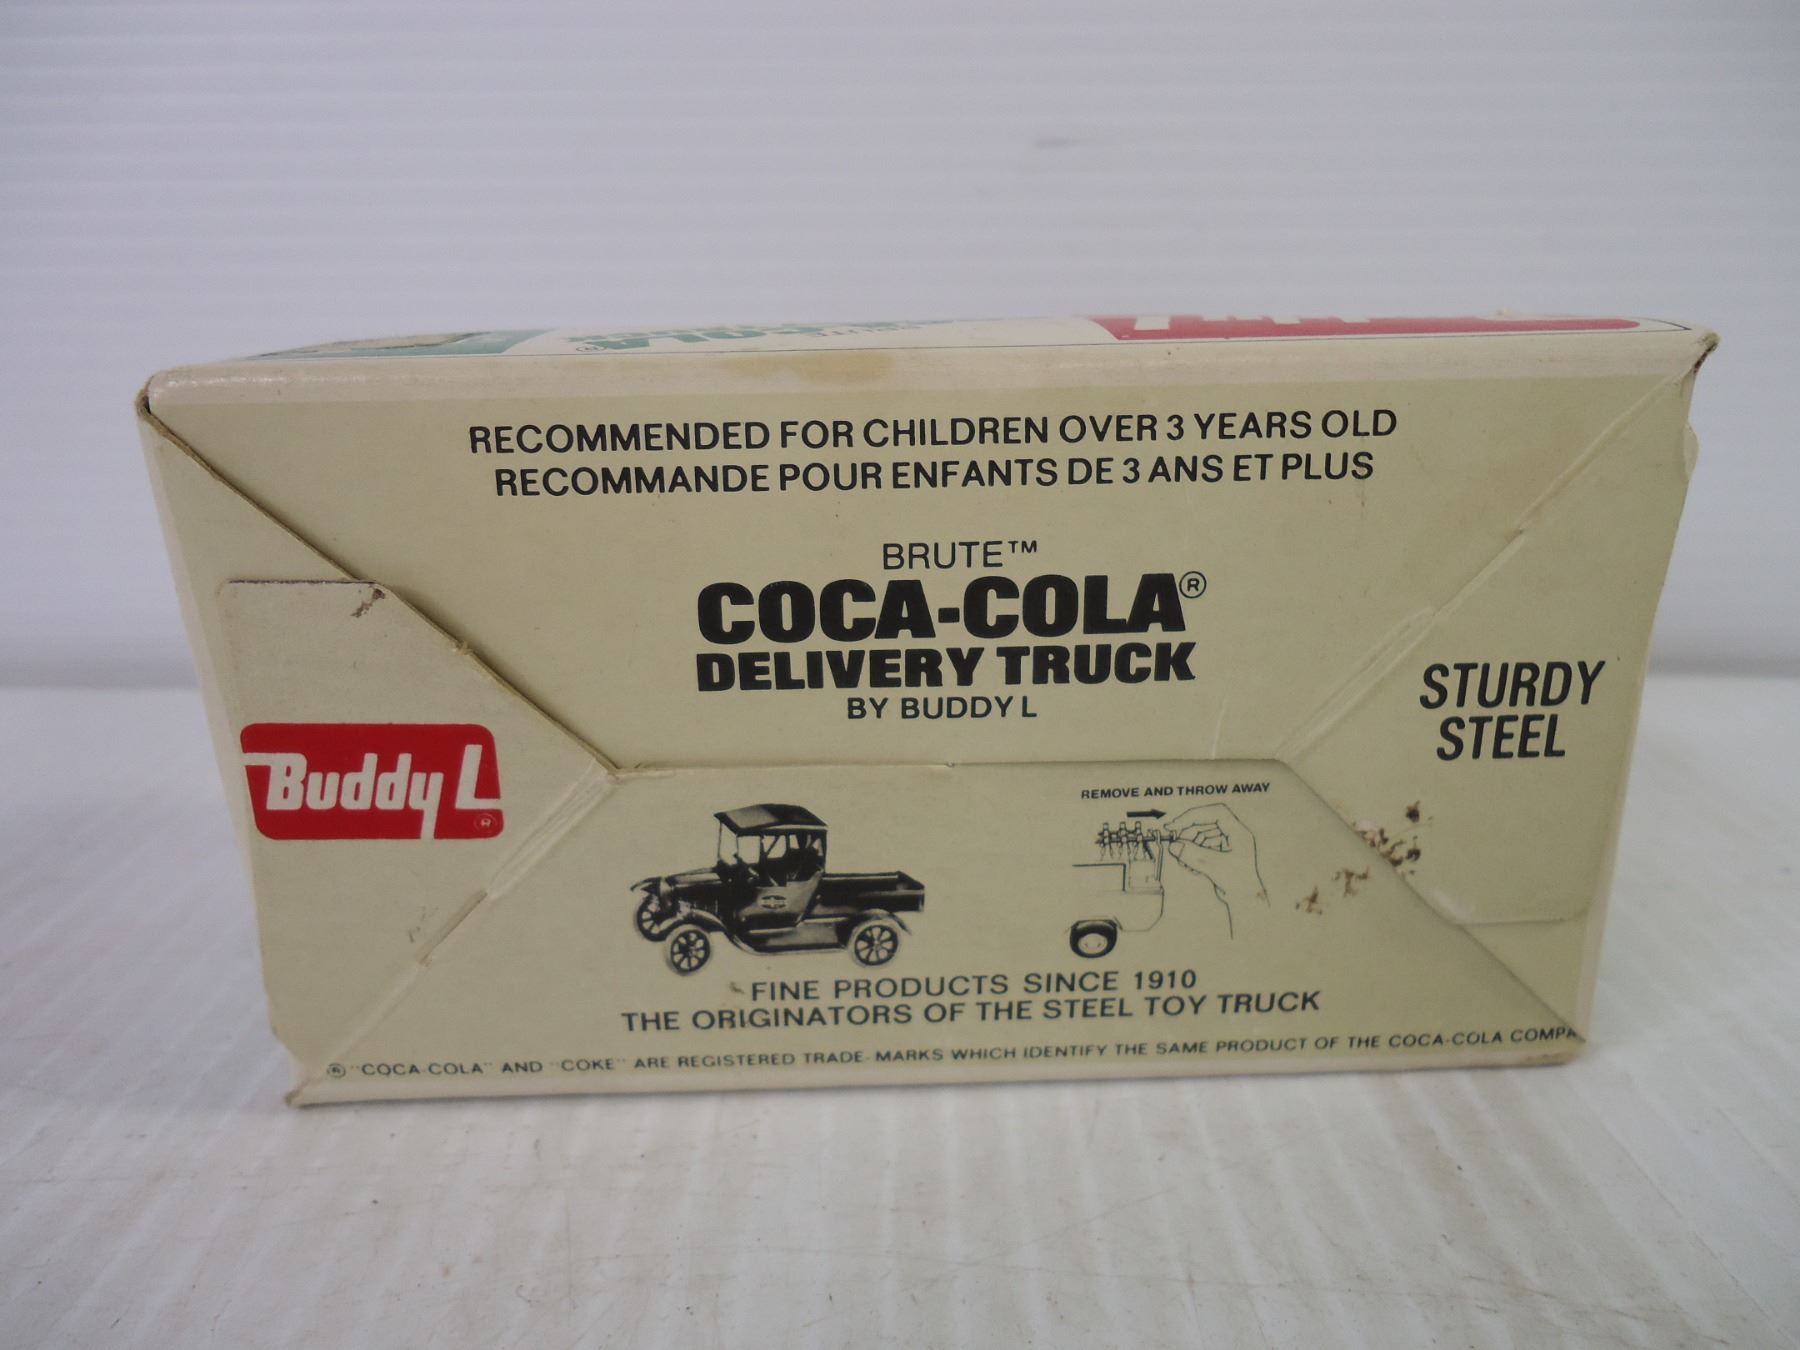 RECOMMENDED FOR CHILDREN OVER 3 YEARS OLD
RECOMMANDE POUR ENFANTS DE 3 ANS ET PLUS
BRUTE™
COCA-COLA®
DELIVERY TRUCK
BY BUDDY L
STURDY
STEEL
Buddy L®
REMOVE AND THROW AWAY
FINE PRODUCTS SINCE 1910
THE ORIGINATORS OF THE STEEL TOY TRUCK
® "COCA-COLA" AND "COKE" ARE REGISTERED TRADE-MARKS WHICH IDENTIFY THE SAME PRODUCT OF THE COCA-COLA COMPA